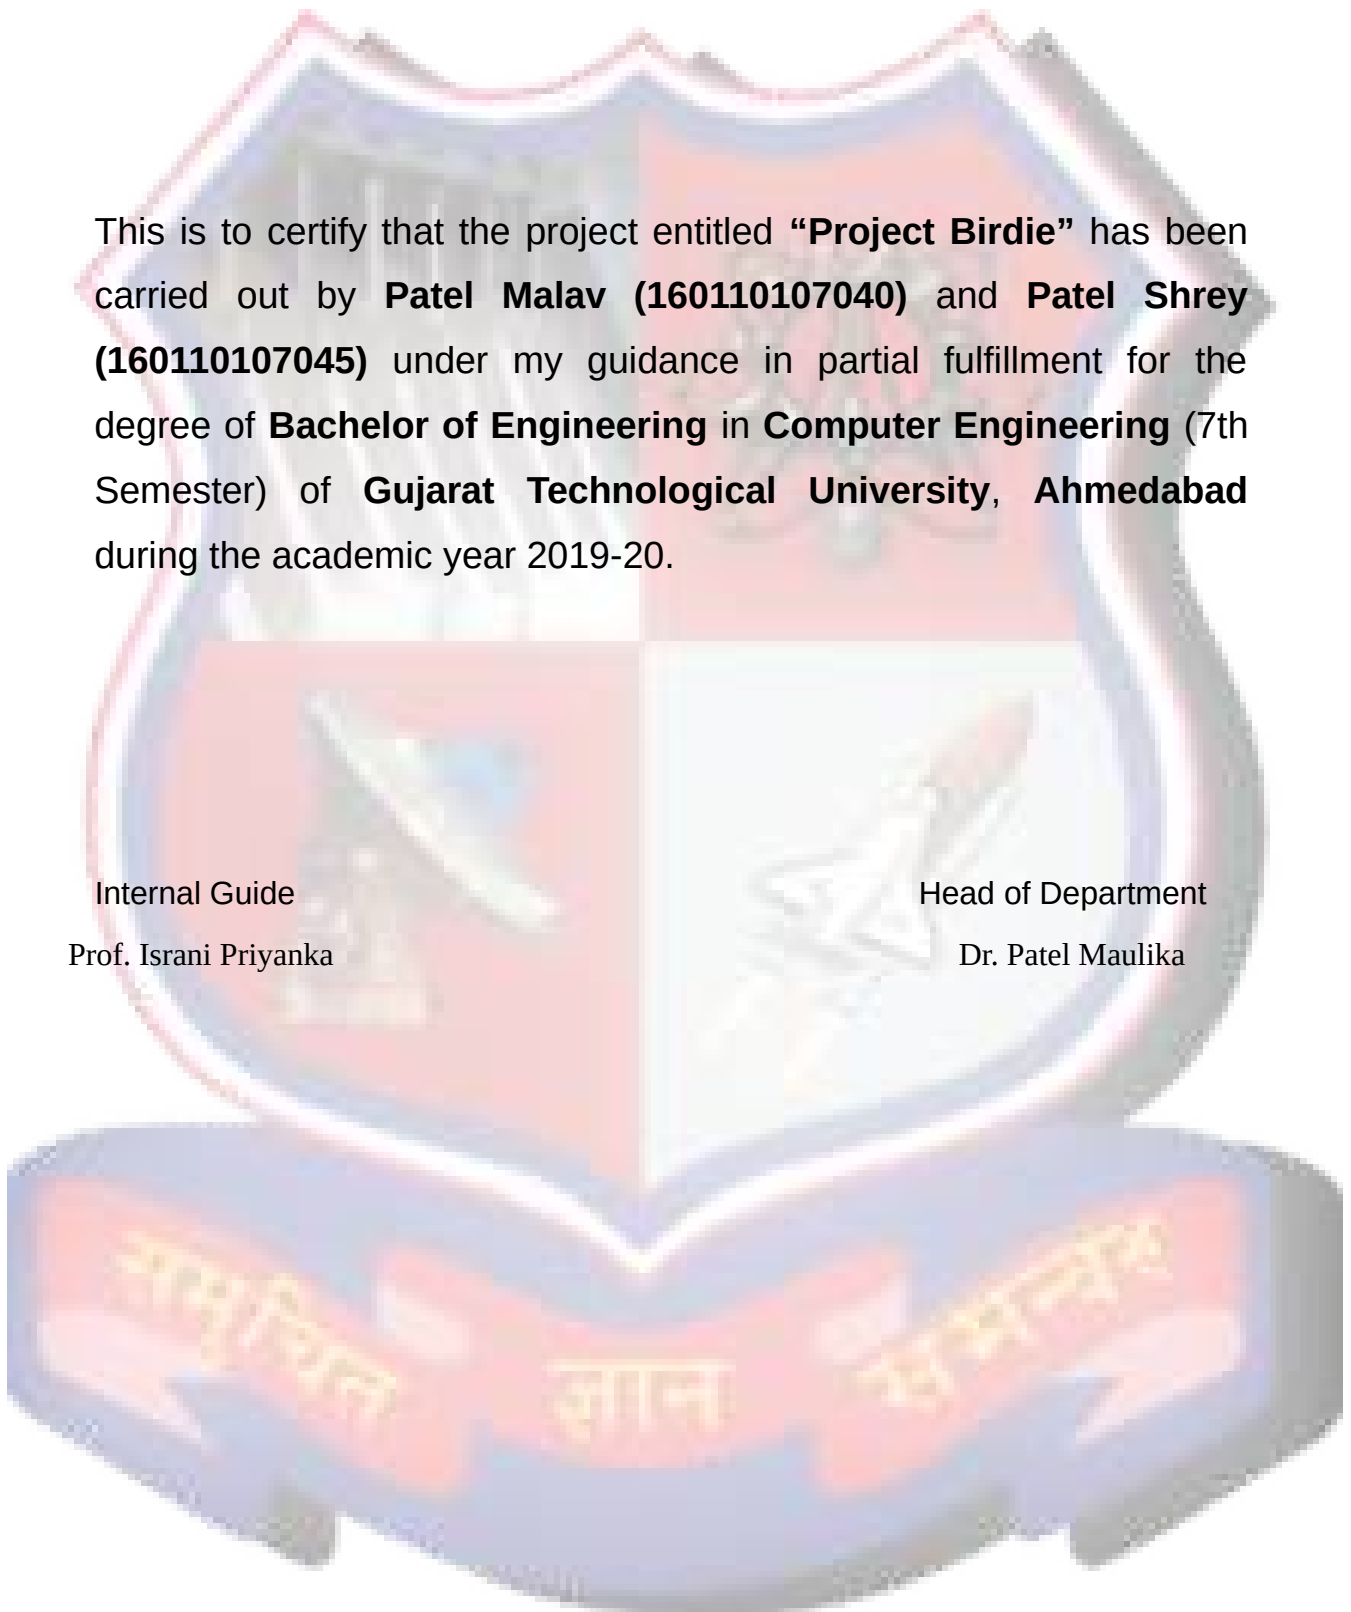 This is to certify that the project entitled “Project Birdie” has been
carried out by Patel Malav (160110107040) and Patel Shrey
(160110107045) under my guidance in partial fulfillment for the
degree of Bachelor of Engineering in Computer Engineering (7th
Semester) of Gujarat Technological University, Ahmedabad
during the academic year 2019-20.
Internal Guide Head of Department
Prof. Israni Priyanka Dr. Patel Maulika
ज्ञान